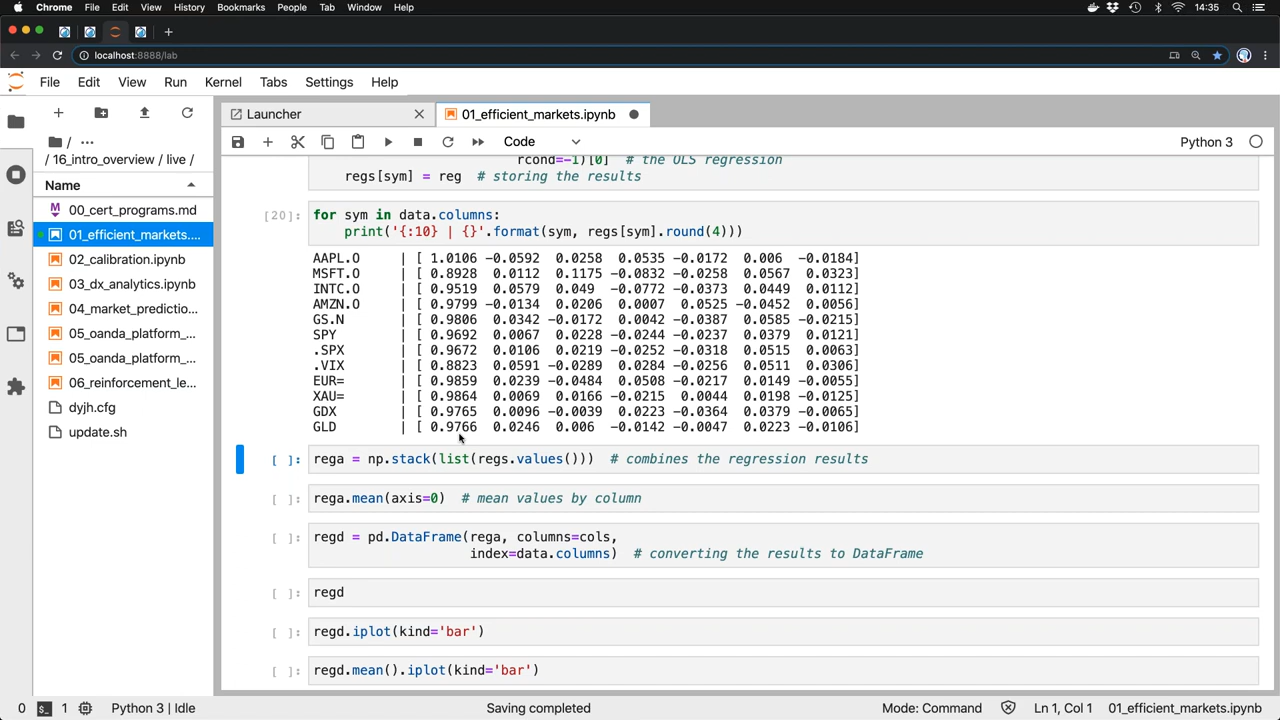 Chrome File Edit View History Bookmarks People Tab Window Help 14:35
localhost:8888/lab
File Edit View Run Kernel Tabs Settings Help
Launcher 01_efficient_markets.ipynb
/ ···
/ 16_intro_overview / live /
Code Python 3
Name
00_cert_programs.md
01_efficient_markets....
02_calibration.ipynb
03_dx_analytics.ipynb
04_market_predictio...
05_oanda_platform_...
05_oanda_platform_...
06_reinforcement_le...
dyjh.cfg
update.sh
rcond=-1)[0] # the OLS regression
regs[sym] = reg # storing the results
[20]: for sym in data.columns:
print('{:10} | {}'.format(sym, regs[sym].round(4)))
AAPL.O | [ 1.0106 -0.0592 0.0258 0.0535 -0.0172 0.006 -0.0184]
MSFT.O | [ 0.8928 0.0112 0.1175 -0.0832 -0.0258 0.0567 0.0323]
INTC.O | [ 0.9519 0.0579 0.049 -0.0772 -0.0373 0.0449 0.0112]
AMZN.O | [ 0.9799 -0.0134 0.0206 0.0007 0.0525 -0.0452 0.0056]
GS.N | [ 0.9806 0.0342 -0.0172 0.0042 -0.0387 0.0585 -0.0215]
SPY | [ 0.9692 0.0067 0.0228 -0.0244 -0.0237 0.0379 0.0121]
.SPX | [ 0.9672 0.0106 0.0219 -0.0252 -0.0318 0.0515 0.0063]
.VIX | [ 0.8823 0.0591 -0.0289 0.0284 -0.0256 0.0511 0.0306]
EUR= | [ 0.9859 0.0239 -0.0484 0.0508 -0.0217 0.0149 -0.0055]
XAU= | [ 0.9864 0.0069 0.0166 -0.0215 0.0044 0.0198 -0.0125]
GDX | [ 0.9765 0.0096 -0.0039 0.0223 -0.0364 0.0379 -0.0065]
GLD | [ 0.9766 0.0246 0.006 -0.0142 -0.0047 0.0223 -0.0106]
[ ]: rega = np.stack(list(regs.values())) # combines the regression results
[ ]: rega.mean(axis=0) # mean values by column
[ ]: regd = pd.DataFrame(rega, columns=cols,
index=data.columns) # converting the results to DataFrame
[ ]: regd
[ ]: regd.iplot(kind='bar')
[ ]: regd.mean().iplot(kind='bar')
0 1 Python 3 | Idle Saving completed Mode: Command Ln 1, Col 1 01_efficient_markets.ipynb